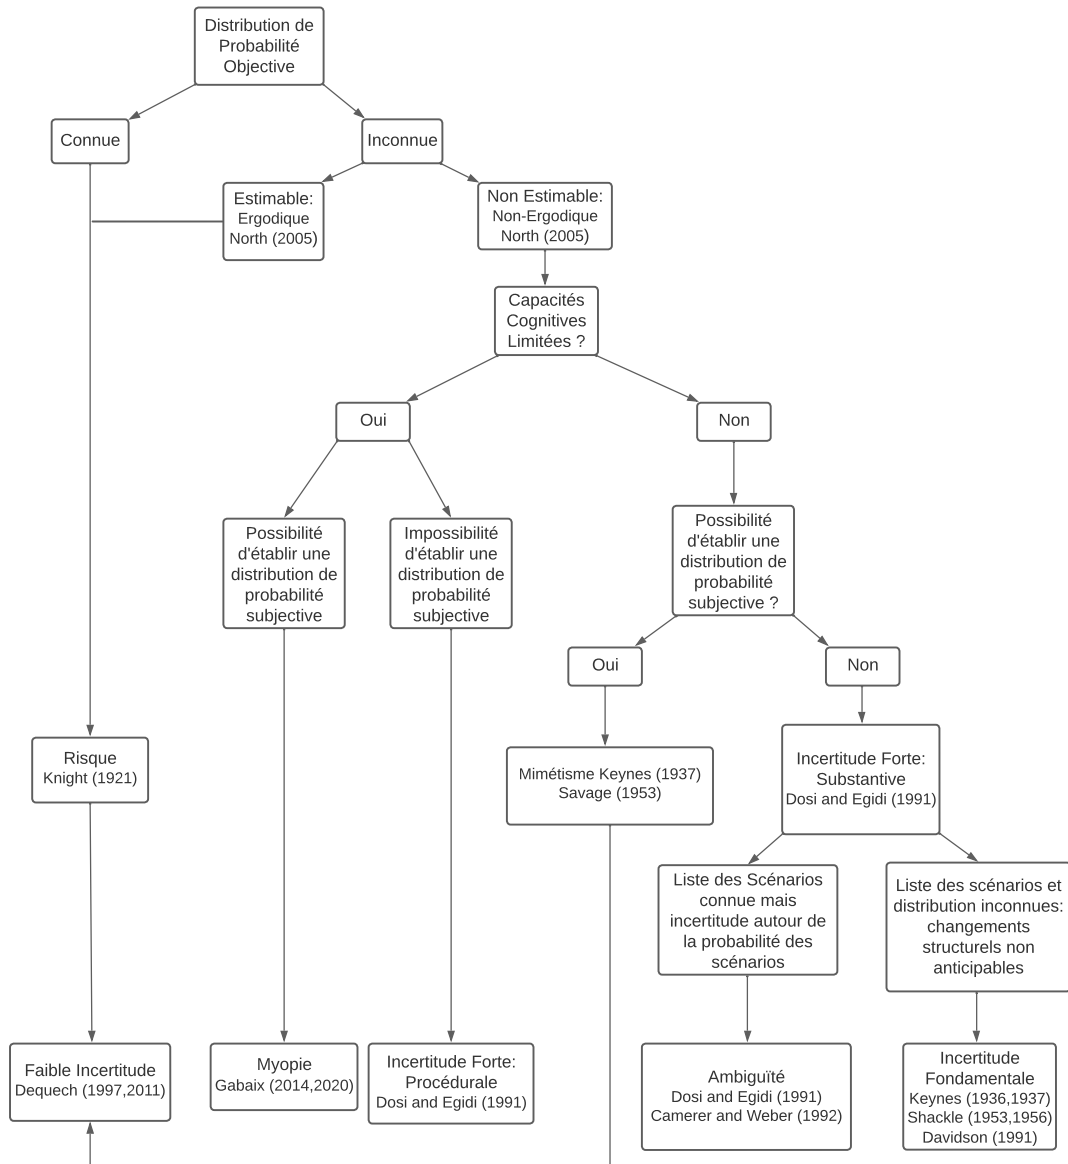 Distribution de
Probabilité
Objective
Connue
Inconnue
Estimable:
Ergodique
North (2005)
Non Estimable:
Non-Ergodique
North (2005)
Capacités
Cognitives
Limitées ?
Oui
Non
Possibilité
d'établir une
distribution de
probabilité
subjective
Impossibilité
d'établir une
distribution de
probabilité
subjective
Possibilité
d'établir une
distribution de
probabilité
subjective ?
Oui
Non
Risque
Knight (1921)
Mimétisme Keynes (1937)
Savage (1953)
Incertitude Forte:
Substantive
Dosi and Egidi (1991)
Liste des Scénarios
connue mais
incertitude autour de
la probabilité des
scénarios
Liste des scénarios et
distribution inconnues:
changements
structurels non
anticipables
Faible Incertitude
Dequech (1997,2011)
Myopie
Gabaix (2014,2020)
Incertitude Forte:
Procédurale
Dosi and Egidi (1991)
Ambiguïté
Dosi and Egidi (1991)
Camerer and Weber (1992)
Incertitude
Fondamentale
Keynes (1936,1937)
Shackle (1953,1956)
Davidson (1991)